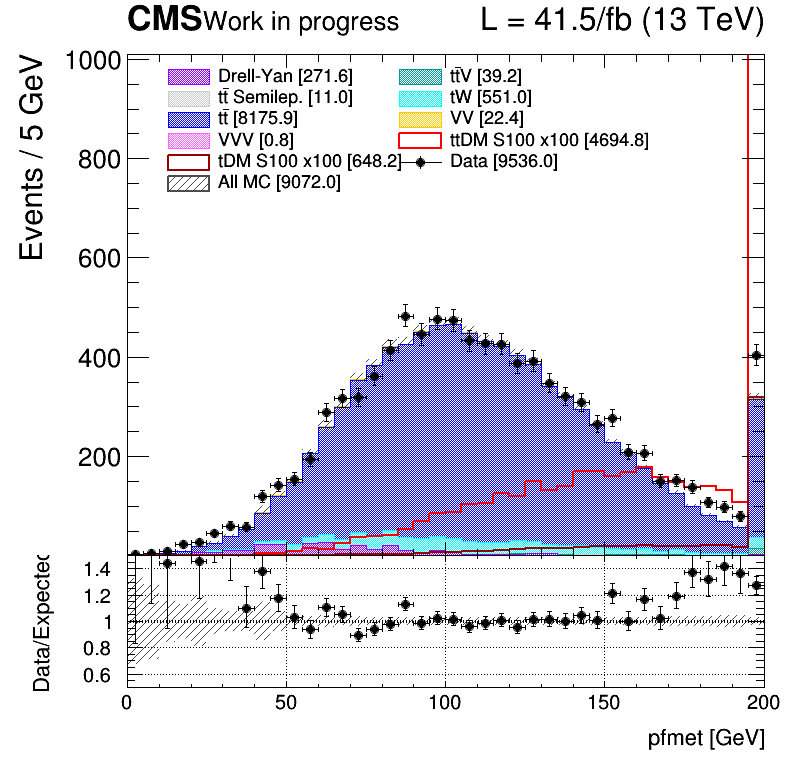 CMS Work in progress L = 41.5/fb (13 TeV)
Events / 5 GeV
1000
800
600
400
200
Drell-Yan [271.6] tt̄V [39.2]
tt̄ Semilep. [11.0] tW [551.0]
tt̄ [8175.9] VV [22.4]
VVV [0.8] ttDM S100 x100 [4694.8]
tDM S100 x100 [648.2] Data [9536.0]
All MC [9072.0]
Data/Expected
1.4
1.2
1
0.8
0.6
0 50 100 150 200
pfmet [GeV]